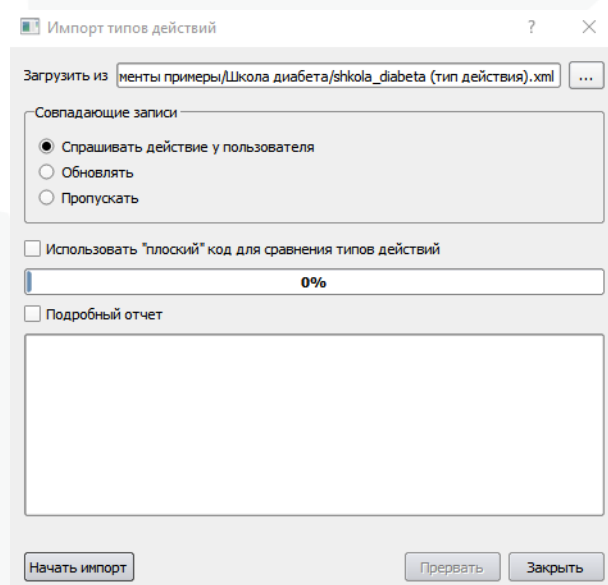 Импорт типов действий ? ×
Загрузить из менты примеры/Школа диабета/shkola_diabeta (тип действия).xml ...
Совпадающие записи
Спрашивать действие у пользователя
Обновлять
Пропускать
Использовать "плоский" код для сравнения типов действий
0%
Подробный отчет
Начать импорт Прервать Закрыть